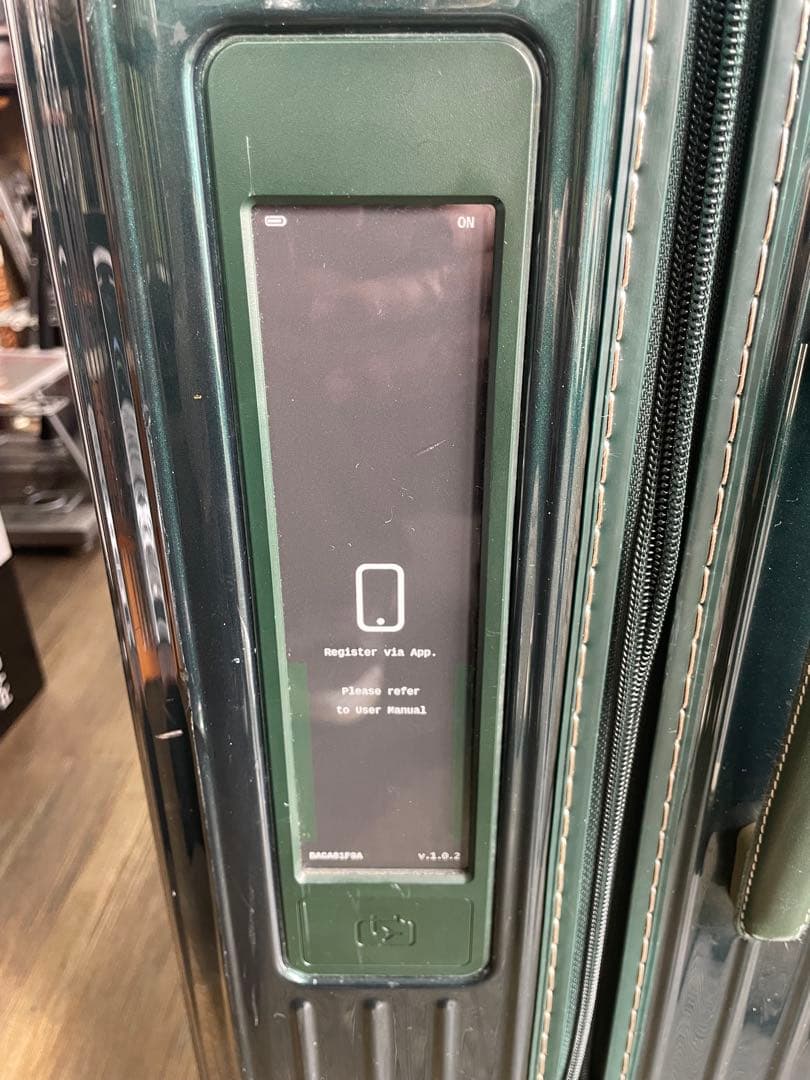 ON
Register via App.
Please refer
to User Manual
v.1.0.2